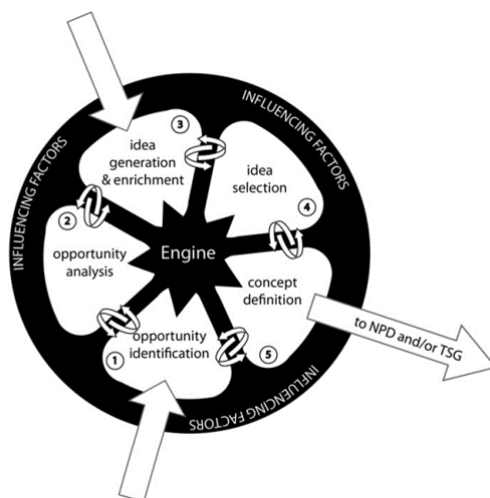 INFLUENCING FACTORS
INFLUENCING FACTORS
3
idea
generation
& enrichment
idea
selection
4
2
opportunity
analysis
Engine
concept
definition
5
1
opportunity
identification
to NPD and/or TSG
INFLUENCING FACTORS